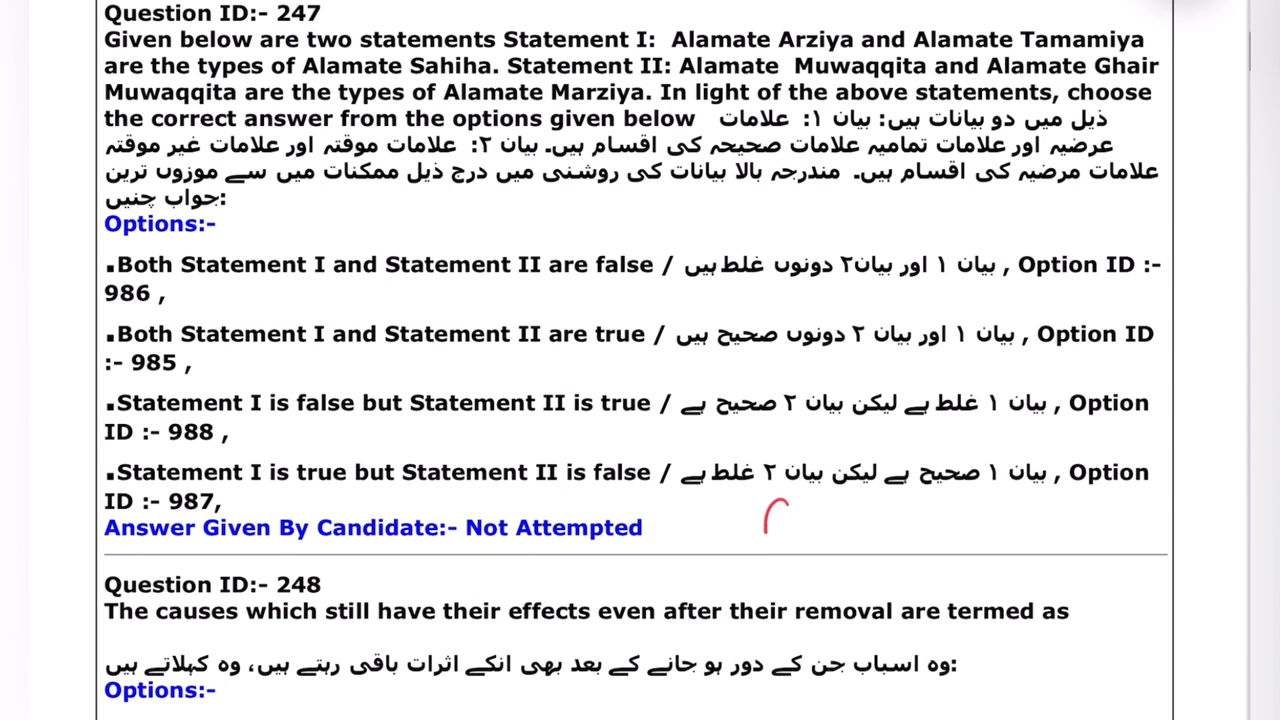 Question ID:- 247
Given below are two statements Statement I:  Alamate Arziya and Alamate Tamamiya
are the types of Alamate Sahiha. Statement II: Alamate  Muwaqqita and Alamate Ghair
Muwaqqita are the types of Alamate Marziya. In light of the above statements, choose
the correct answer from the options given below   ذیل میں دو بیانات ہیں: بیان ۱:  علامات
عرضیہ اور علامات تمامیہ علامات صحیحہ کی اقسام ہیں۔ بیان ۲:  علامات موقتہ اور علامات غیر موقتہ
علامات مرضیہ کی اقسام ہیں۔  مندرجہ بالا بیانات کی روشنی میں درج ذیل ممکنات میں سے موزوں ترین
جواب چنیں:
Options:-
▪Both Statement I and Statement II are false / بیان ۱ اور بیان۲ دونوں غلط ہیں , Option ID :-
986 ,
▪Both Statement I and Statement II are true / بیان ۱ اور بیان ۲ دونوں صحیح ہیں , Option ID
:- 985 ,
▪Statement I is false but Statement II is true / بیان ۱ غلط ہے لیکن بیان ۲ صحیح ہے , Option
ID :- 988 ,
▪Statement I is true but Statement II is false / بیان ۱ صحیح ہے لیکن بیان ۲ غلط ہے , Option
ID :- 987,
Answer Given By Candidate:- Not Attempted
Question ID:- 248
The causes which still have their effects even after their removal are termed as
وہ اسباب جن کے دور ہو جانے کے بعد بھی انکے اثرات باقی رہتے ہیں، وہ کہلاتے ہیں:
Options:-